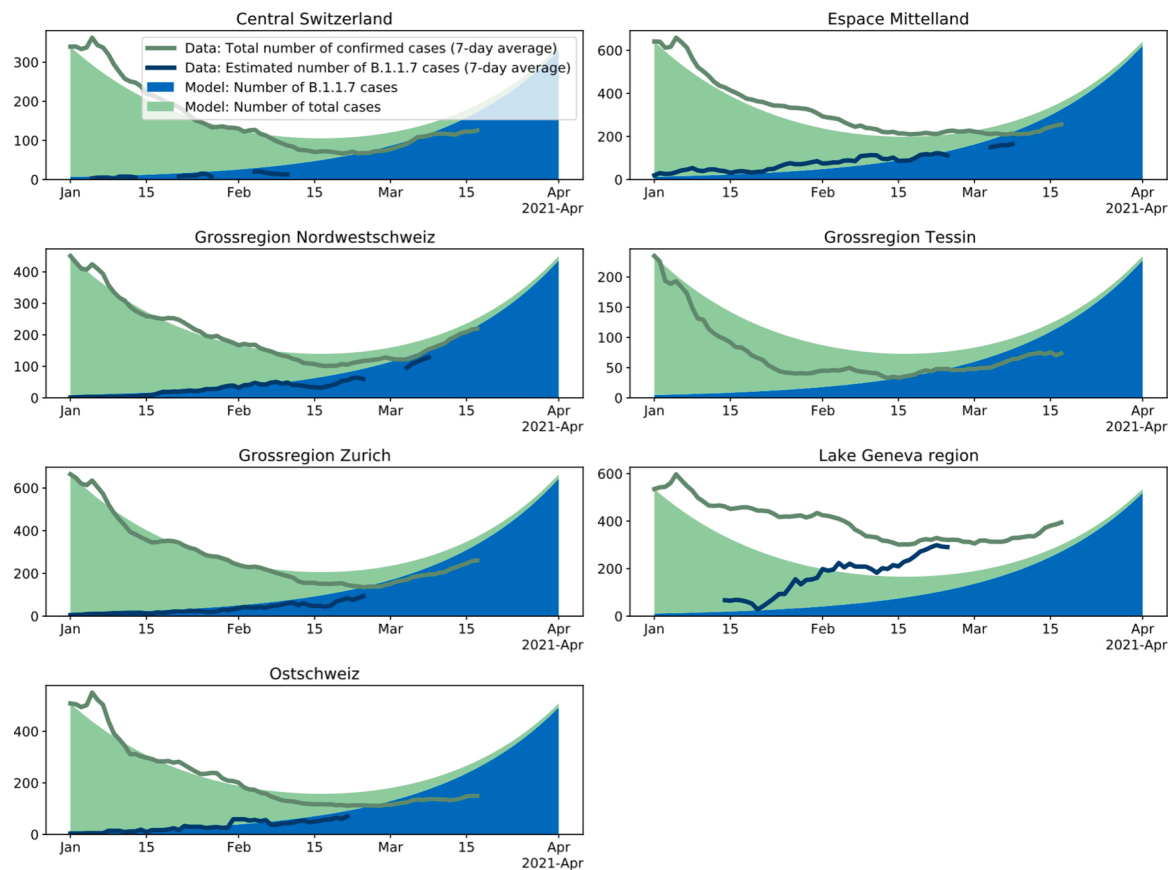 Central Switzerland
Data: Total number of confirmed cases (7-day average)
Data: Estimated number of B.1.1.7 cases (7-day average)
Model: Number of B.1.1.7 cases
Model: Number of total cases
300
200
100
0
Jan 15 Feb 15 Mar 15 Apr
2021-Apr
Espace Mittelland
600
400
200
0
Jan 15 Feb 15 Mar 15 Apr
2021-Apr
Grossregion Nordwestschweiz
400
300
200
100
0
Jan 15 Feb 15 Mar 15 Apr
2021-Apr
Grossregion Tessin
200
150
100
50
0
Jan 15 Feb 15 Mar 15 Apr
2021-Apr
Grossregion Zurich
600
400
200
0
Jan 15 Feb 15 Mar 15 Apr
2021-Apr
Lake Geneva region
600
400
200
0
Jan 15 Feb 15 Mar 15 Apr
2021-Apr
Ostschweiz
400
200
0
Jan 15 Feb 15 Mar 15 Apr
2021-Apr